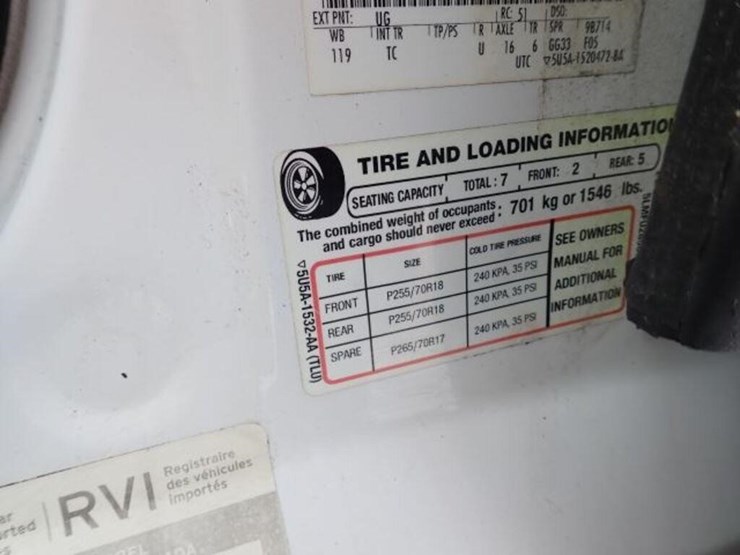 EXT PNT: UG RC: 51 DSO:
WB INT TR TP/PS R AXLE TR SPR 9B714
119 TC U 16 6 GG33 F05
UTC ▽5U5A-1520472-BA
TIRE AND LOADING INFORMATIO
SEATING CAPACITY TOTAL: 7 FRONT: 2 REAR: 5
The combined weight of occupants
and cargo should never exceed : 701 kg or 1546 lbs.
TIRE SIZE COLD TIRE PRESSURE SEE OWNERS
MANUAL FOR
ADDITIONAL
INFORMATION
FRONT P255/70R18 240 KPA, 35 PSI
REAR P255/70R18 240 KPA, 35 PSI
SPARE P265/70R17 240 KPA, 35 PSI
▽5U5A-1532-AA (TLU)
RVI
Registraire
des véhicules
importés